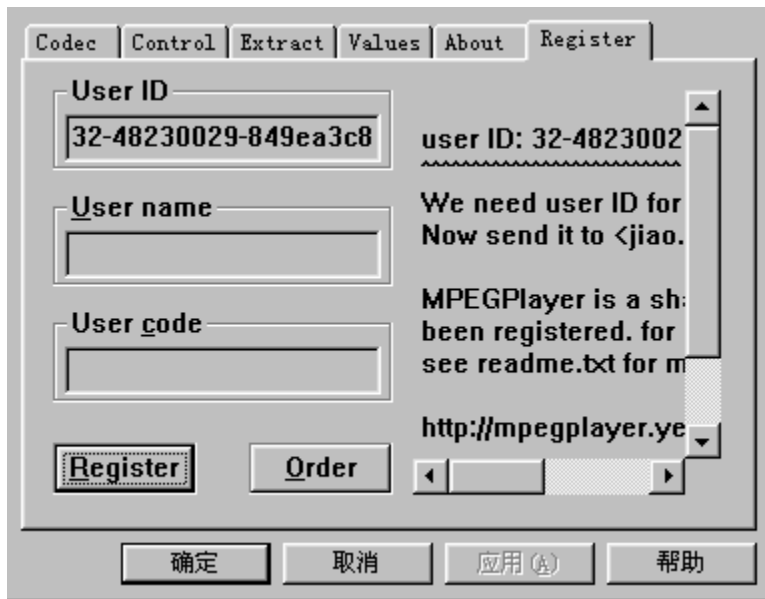 Codec Control Extract Values About Register
User ID
32-48230029-849ea3c8
User name
User code
Register Order
user ID: 32-4823002
We need user ID for
Now send it to <jiao.
MPEGPlayer is a
been registered. for
see readme.txt for
http://mpegplayer.ye
确定 取消 应用(A) 帮助